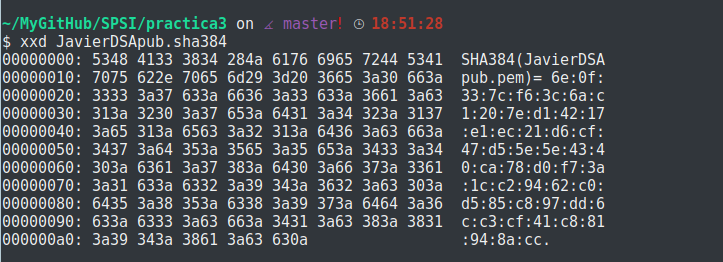 ~/MyGitHub/SPSI/practica3 on ⦨ master! ◷ 18:51:28
$ xxd JavierDSApub.sha384
00000000: 5348 4133 3834 284a 6176 6965 7244 5341  SHA384(JavierDSA
00000010: 7075 622e 7065 6d29 3d20 3665 3a30 663a  pub.pem)= 6e:0f:
00000020: 3333 3a37 633a 6636 3a33 633a 3661 3a63  33:7c:f6:3c:6a:c
00000030: 313a 3230 3a37 653a 6431 3a34 323a 3137  1:20:7e:d1:42:17
00000040: 3a65 313a 6563 3a32 313a 6436 3a63 663a  :e1:ec:21:d6:cf:
00000050: 3437 3a64 353a 3565 3a35 653a 3433 3a34  47:d5:5e:5e:43:4
00000060: 303a 6361 3a37 383a 6430 3a66 373a 3361  0:ca:78:d0:f7:3a
00000070: 3a31 633a 6332 3a39 343a 3632 3a63 303a  :1c:c2:94:62:c0:
00000080: 6435 3a38 353a 6338 3a39 373a 6464 3a36  d5:85:c8:97:dd:6
00000090: 633a 6333 3a63 663a 3431 3a63 383a 3831  c:c3:cf:41:c8:81
000000a0: 3a39 343a 3861 3a63 630a  :94:8a:cc.